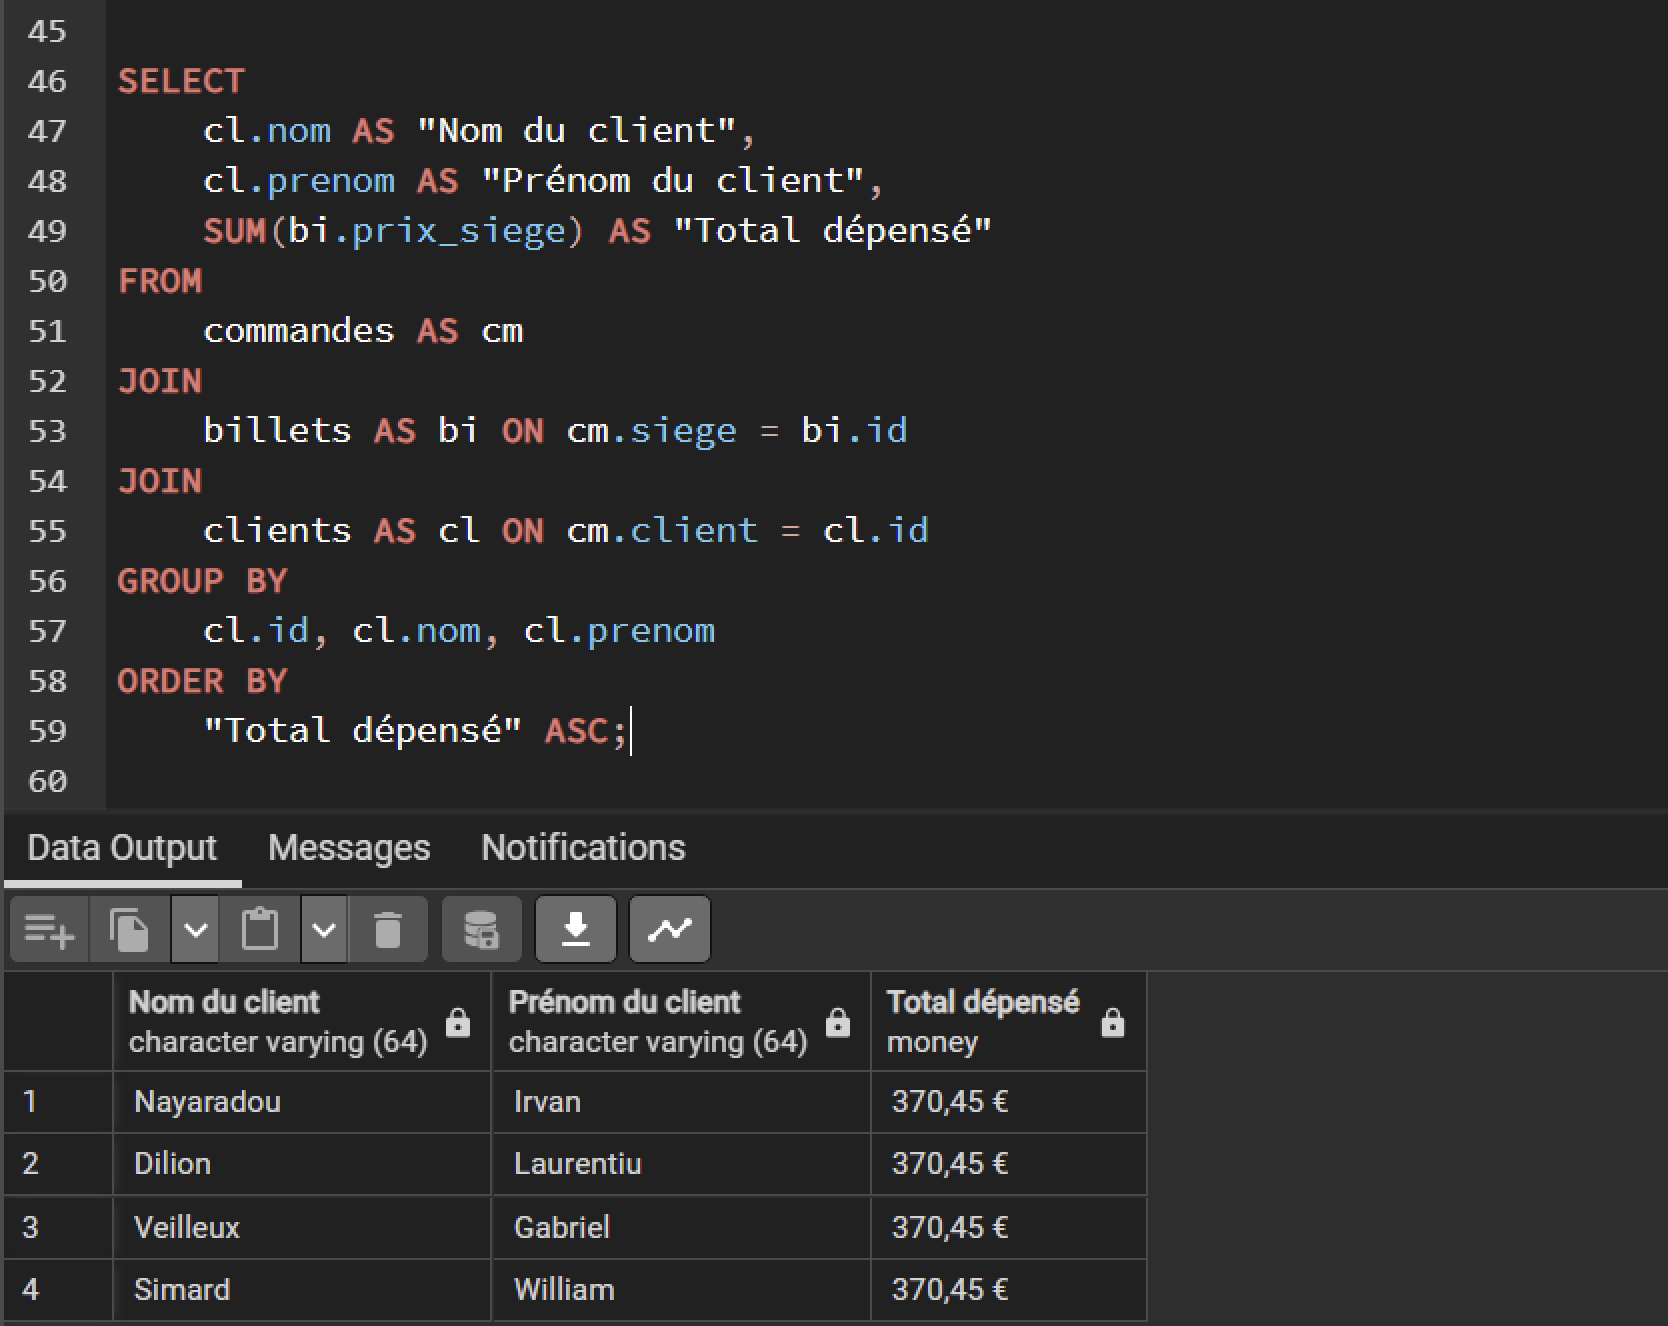 45
46 SELECT
47 cl.nom AS "Nom du client",
48 cl.prenom AS "Prénom du client",
49 SUM(bi.prix_siege) AS "Total dépensé"
50 FROM
51 commandes AS cm
52 JOIN
53 billets AS bi ON cm.siege = bi.id
54 JOIN
55 clients AS cl ON cm.client = cl.id
56 GROUP BY
57 cl.id, cl.nom, cl.prenom
58 ORDER BY
59 "Total dépensé" ASC;
60
Data Output Messages Notifications
Nom du client Prénom du client Total dépensé
character varying (64) character varying (64) money
1 Nayaradou Irvan 370,45 €
2 Dilion Laurentiu 370,45 €
3 Veilleux Gabriel 370,45 €
4 Simard William 370,45 €